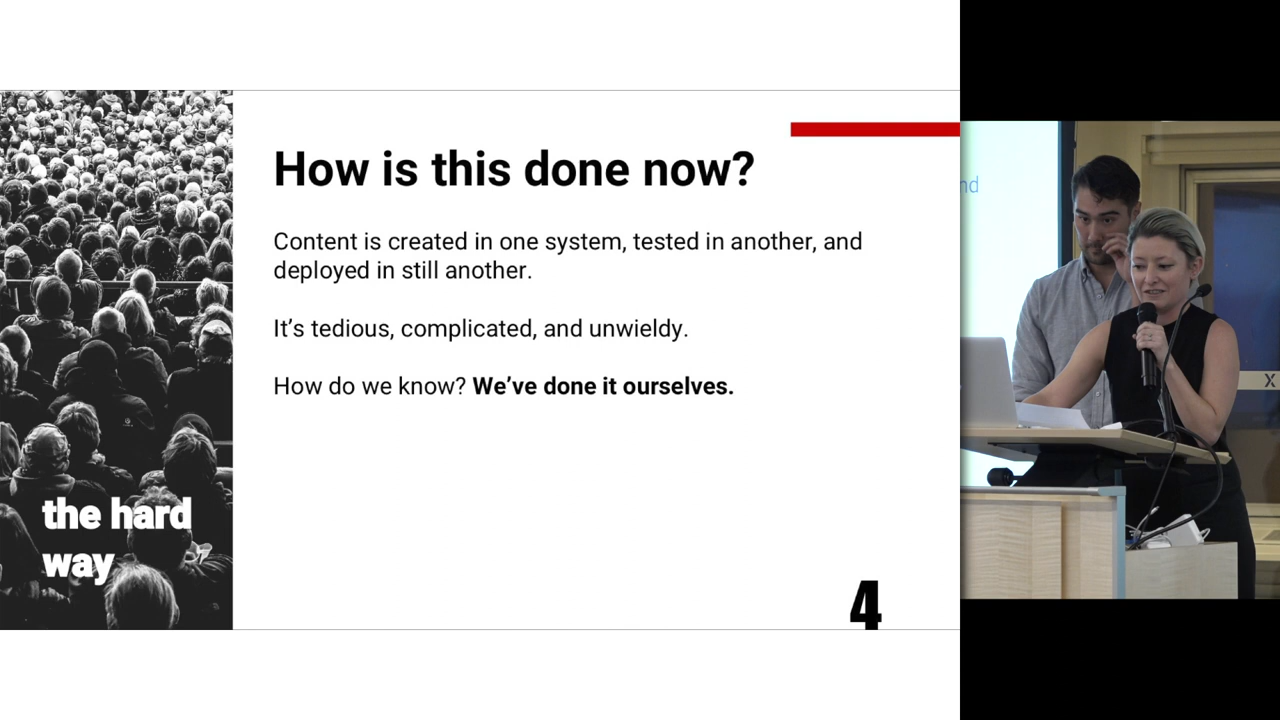 How is this done now?
Content is created in one system, tested in another, and
deployed in still another.
It’s tedious, complicated, and unwieldy.
How do we know? We’ve done it ourselves.
the hard
way
4
nd
X